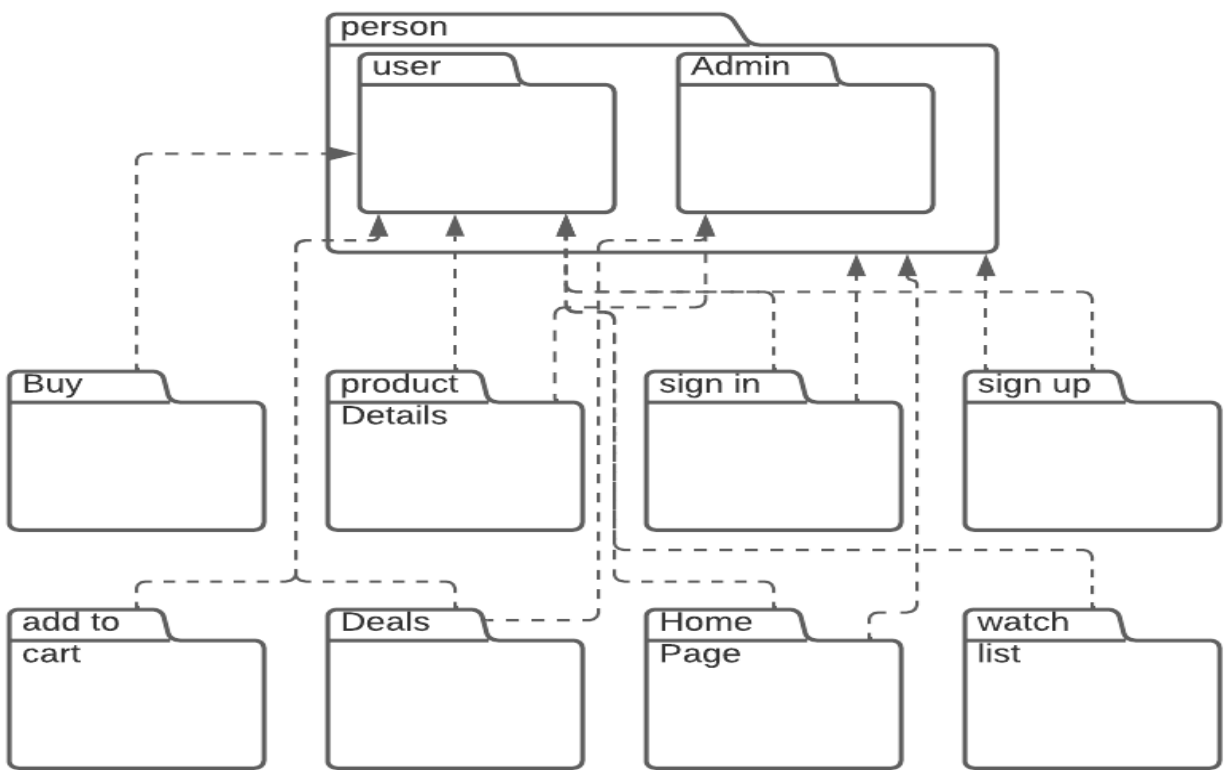 person
user
Admin
Buy
product
Details
sign in
sign up
add to
cart
Deals
Home
Page
watch
list